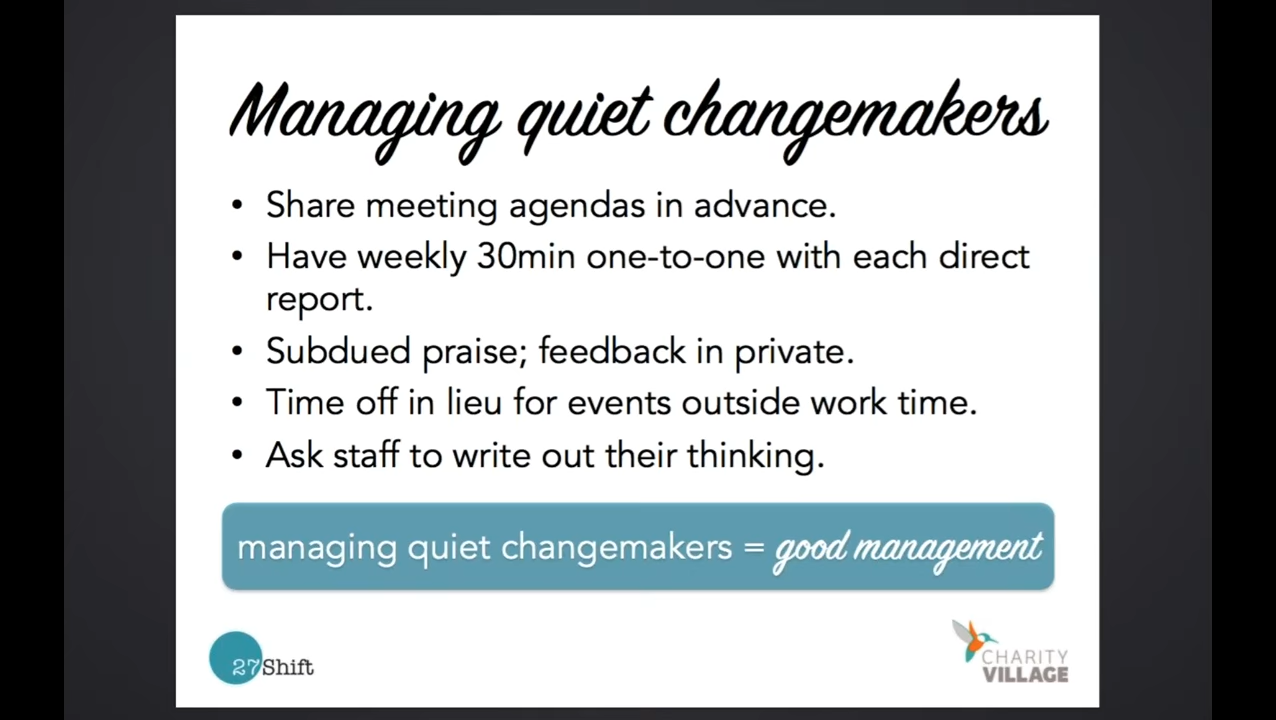 Managing quiet changemakers
• Share meeting agendas in advance.
• Have weekly 30min one-to-one with each direct
report.
• Subdued praise; feedback in private.
• Time off in lieu for events outside work time.
• Ask staff to write out their thinking.
managing quiet changemakers = good management
27Shift
CHARITY
VILLAGE